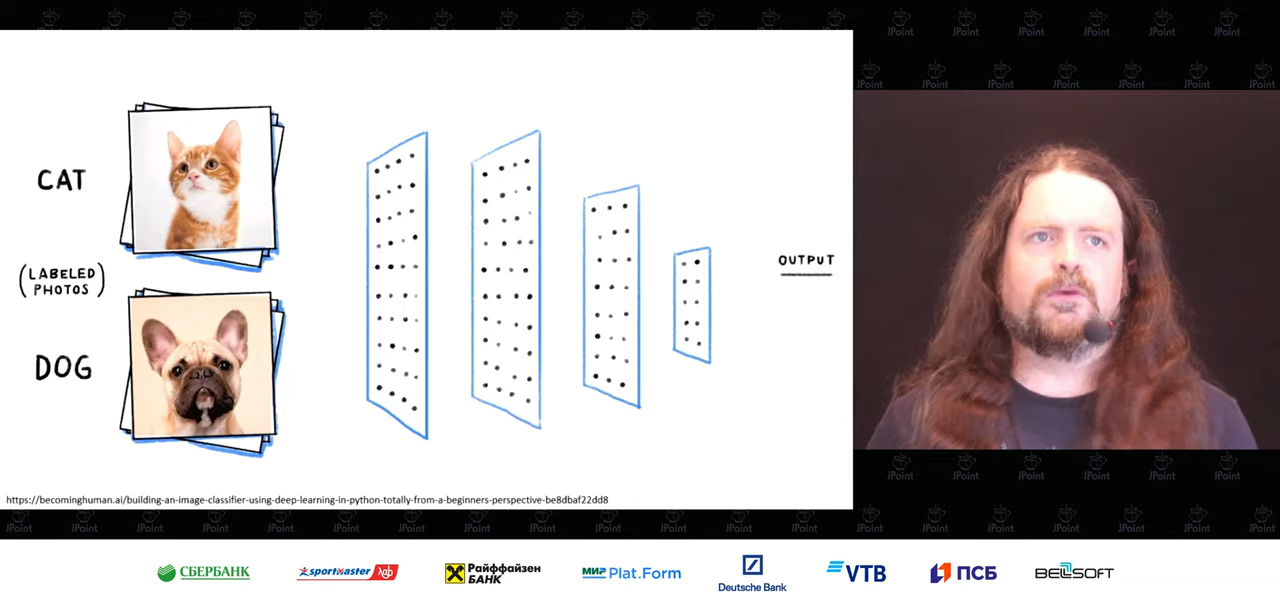 JPoint
CAT
(LABELED
PHOTOS)
DOG
OUTPUT
https://becominghuman.ai/building-an-image-classifier-using-deep-learning-in-python-totally-from-a-beginners-perspective-be8dbaf22dd8
СБЕРБАНК
sportmaster lab
Райффайзен
БАНК
МИР Plat.Form
Deutsche Bank
VTB
ПСБ
BELLSOFT